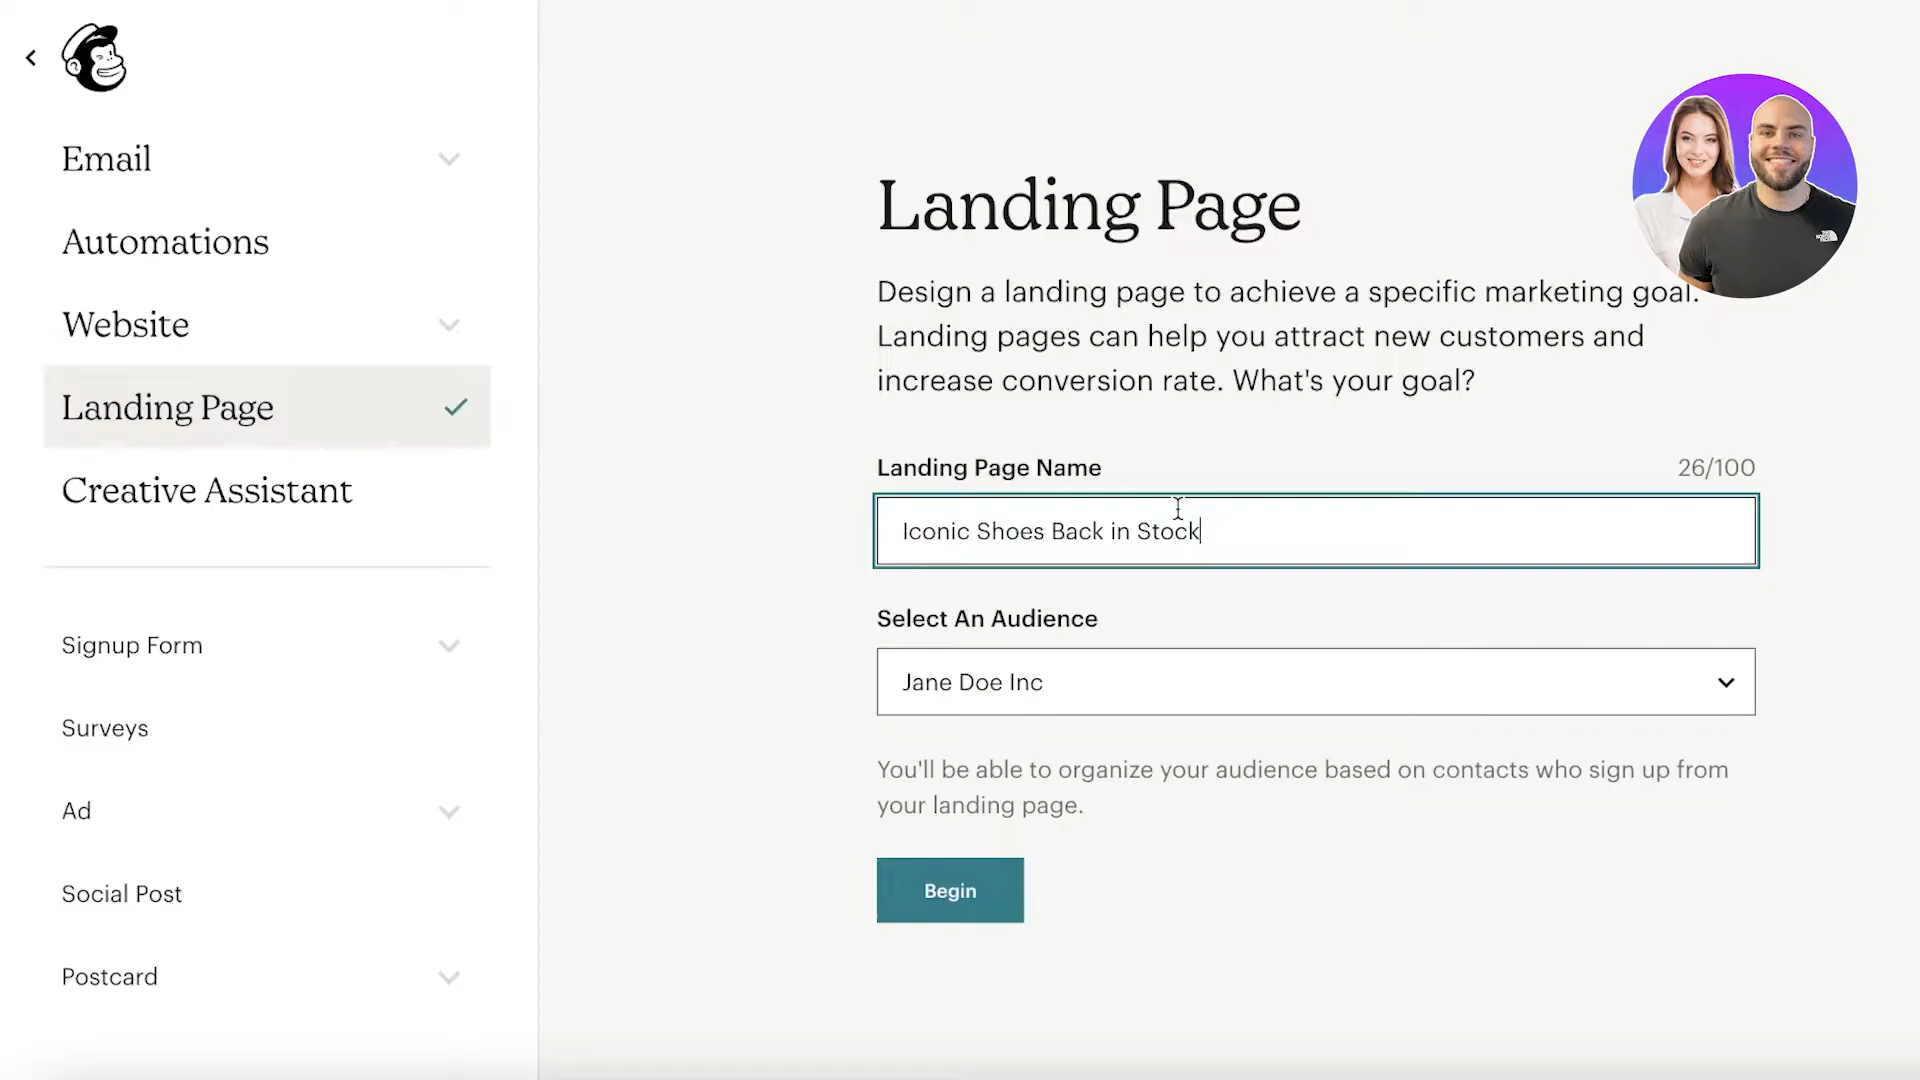 Email
Automations
Website
Landing Page
Creative Assistant
Signup Form
Surveys
Ad
Social Post
Postcard
Landing Page
Design a landing page to achieve a specific marketing goal.
Landing pages can help you attract new customers and
increase conversion rate. What's your goal?
Landing Page Name
26/100
Iconic Shoes Back in Stock
Select An Audience
Jane Doe Inc
You'll be able to organize your audience based on contacts who sign up from
your landing page.
Begin